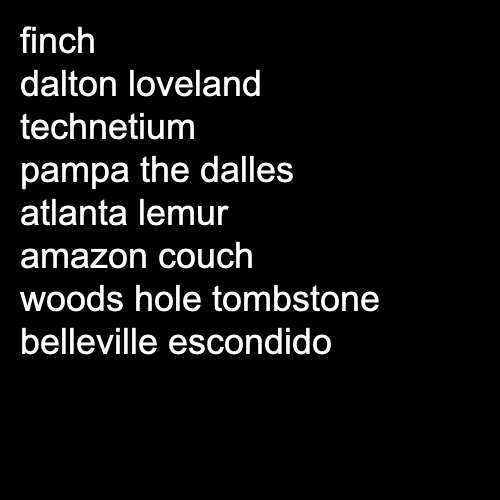 finch
dalton loveland
technetium
pampa the dalles
atlanta lemur
amazon couch
woods hole tombstone
belleville escondido